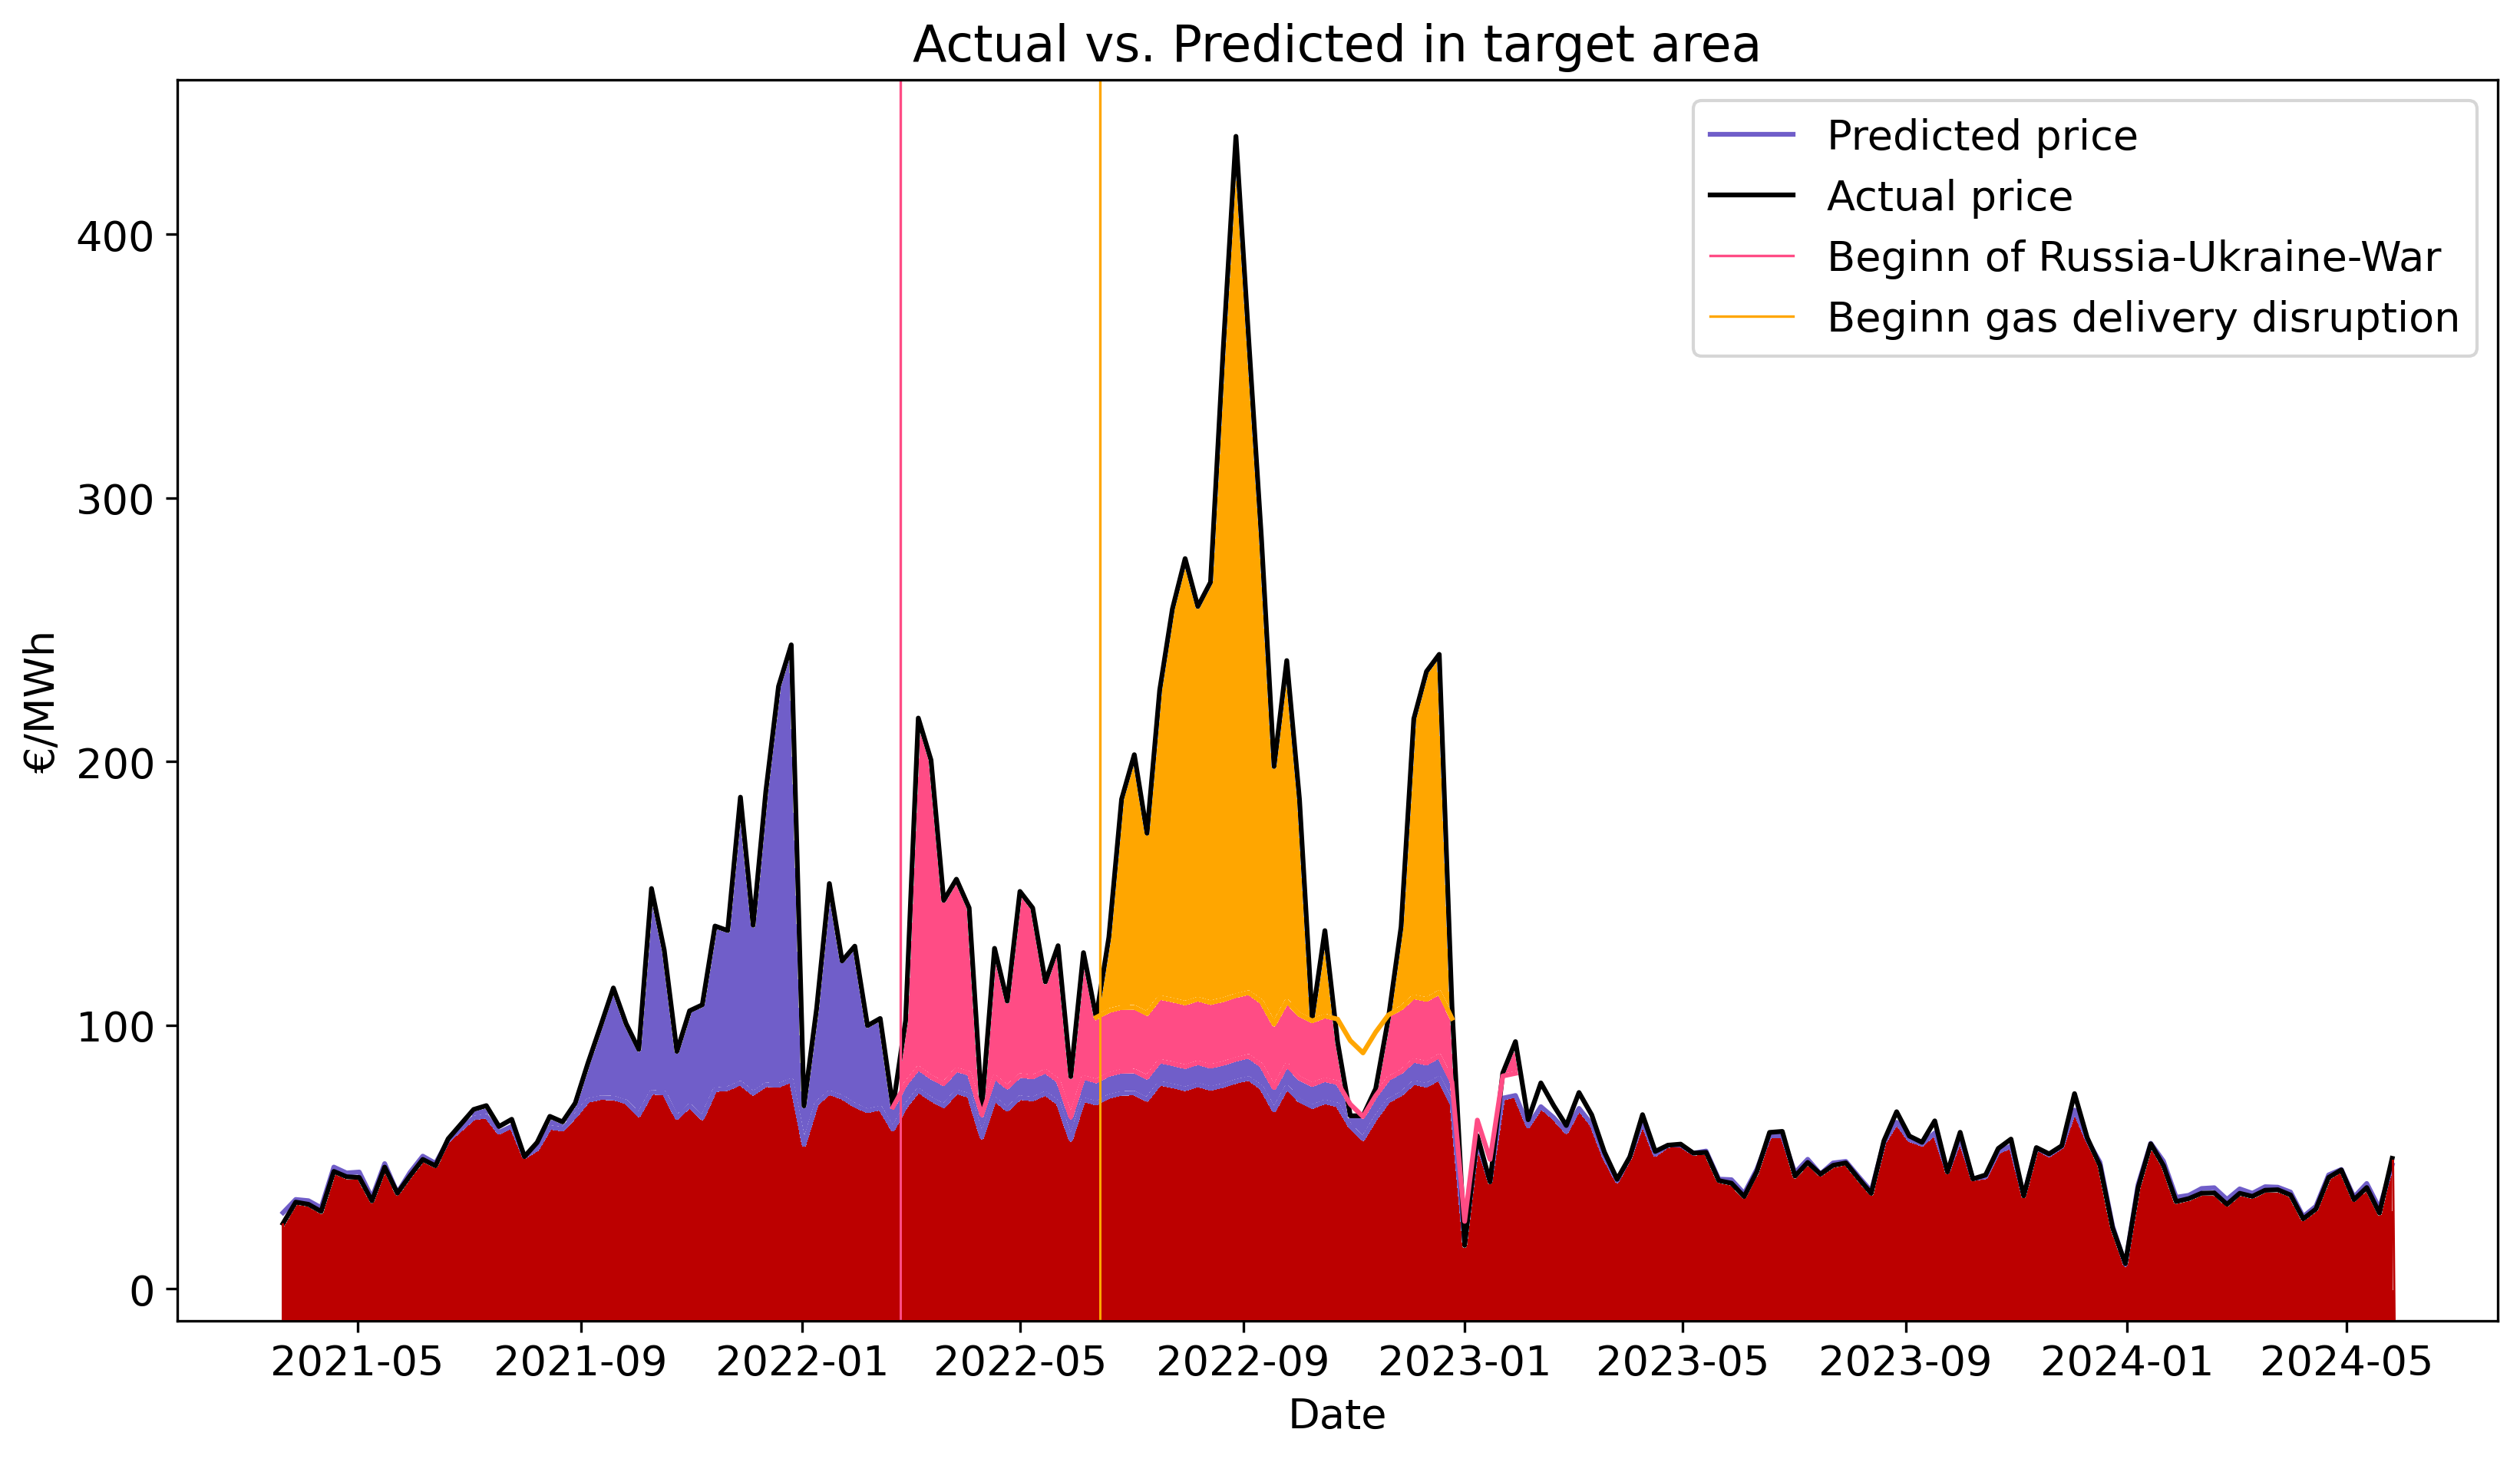 Actual vs. Predicted in target area
Predicted price
Actual price
Beginn of Russia-Ukraine-War
Beginn gas delivery disruption
€/MWh
400
300
200
100
0
2021-05 2021-09 2022-01 2022-05 2022-09 2023-01 2023-05 2023-09 2024-01 2024-05
Date